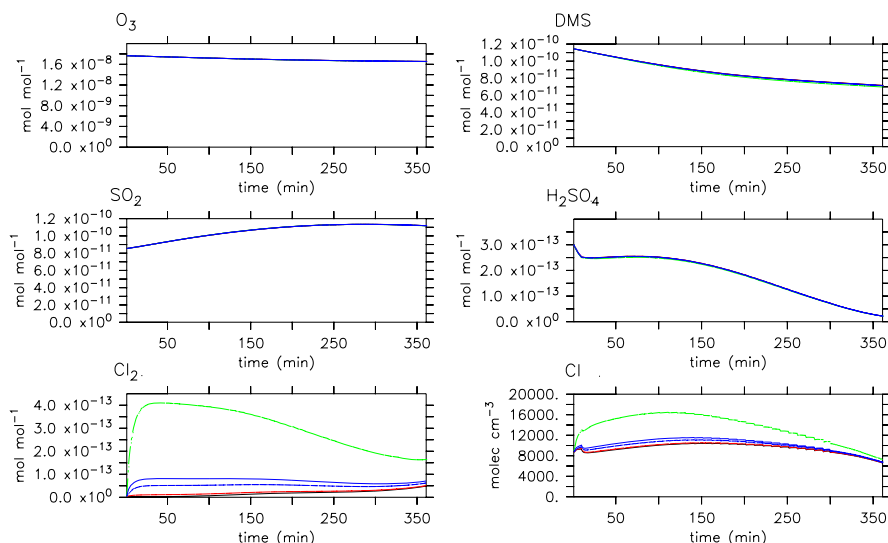 O₃
mol mol⁻¹
1.6 x10⁻⁸
1.2 x10⁻⁸
8.0 x10⁻⁹
4.0 x10⁻⁹
0.0 x10⁰
50 150 250 350
time (min)
DMS
mol mol⁻¹
1.2 x10⁻¹⁰
1.0 x10⁻¹⁰
8.0 x10⁻¹¹
6.0 x10⁻¹¹
4.0 x10⁻¹¹
2.0 x10⁻¹¹
0.0 x10⁰
50 150 250 350
time (min)
SO₂
mol mol⁻¹
1.2 x10⁻¹⁰
1.0 x10⁻¹⁰
8.0 x10⁻¹¹
6.0 x10⁻¹¹
4.0 x10⁻¹¹
2.0 x10⁻¹¹
0.0 x10⁰
50 150 250 350
time (min)
H₂SO₄
mol mol⁻¹
3.0 x10⁻¹³
2.0 x10⁻¹³
1.0 x10⁻¹³
0.0 x10⁰
50 150 250 350
time (min)
Cl₂
mol mol⁻¹
4.0 x10⁻¹³
3.0 x10⁻¹³
2.0 x10⁻¹³
1.0 x10⁻¹³
0.0 x10⁰
50 150 250 350
time (min)
Cl
molec cm⁻³
20000.
16000.
12000.
8000.
4000.
0.0 x10⁰
50 150 250 350
time (min)